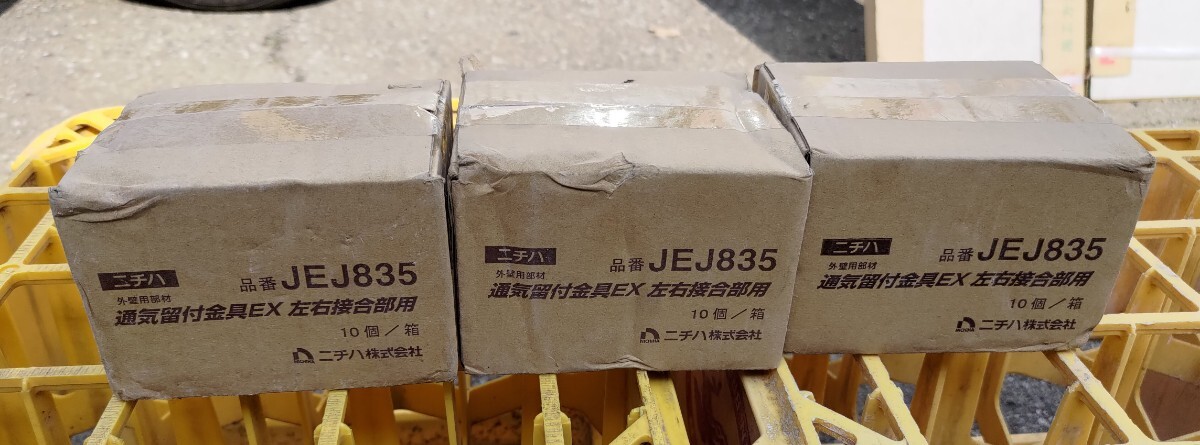 ニチハ
外壁用部材
品番 JEJ835
通気留付金具EX 左右接合部用
10個／箱
NICHIHA ニチハ株式会社
ニチハ
外壁用部材
品番 JEJ835
通気留付金具EX 左右接合部用
10個／箱
NICHIHA ニチハ株式会社
ニチハ
外壁用部材
品番 JEJ835
通気留付金具EX 左右接合部用
10個／箱
ニチハ株式会社